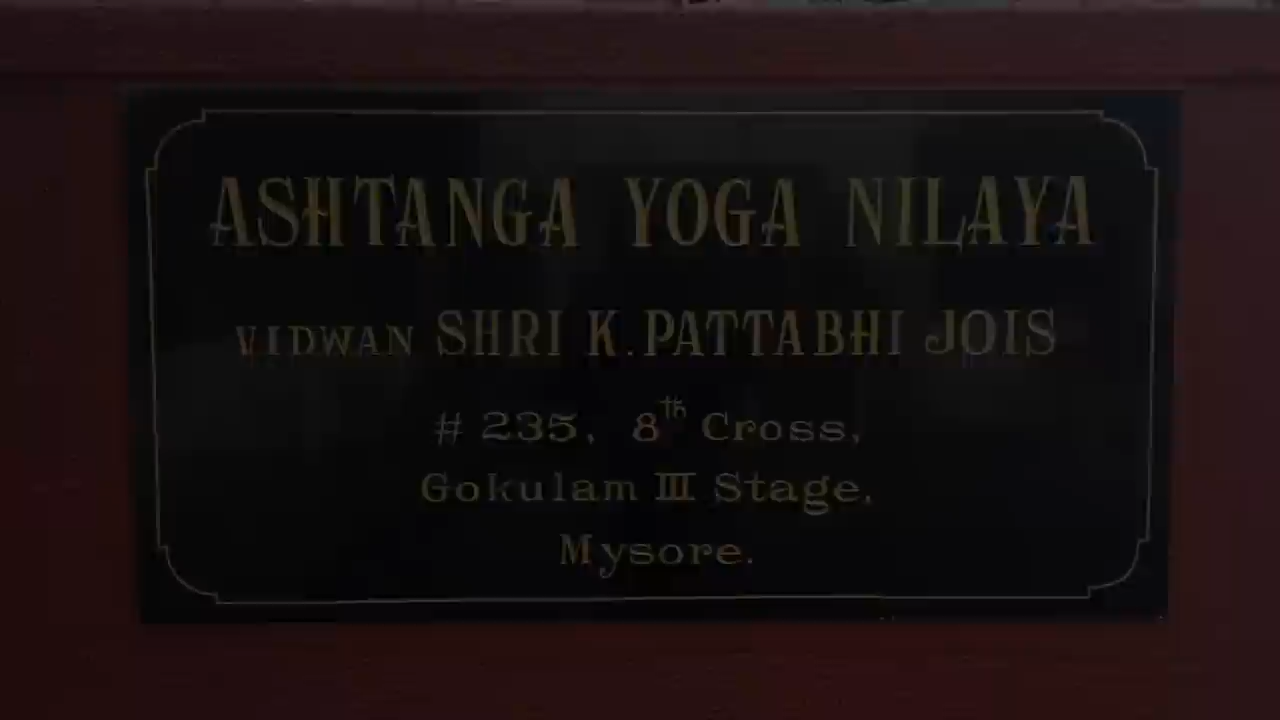 ASHTANGA YOGA NILAYA
VIDWAN SHRI K. PATTABHI JOIS
# 235, 8th Cross,
Gokulam III Stage,
Mysore.